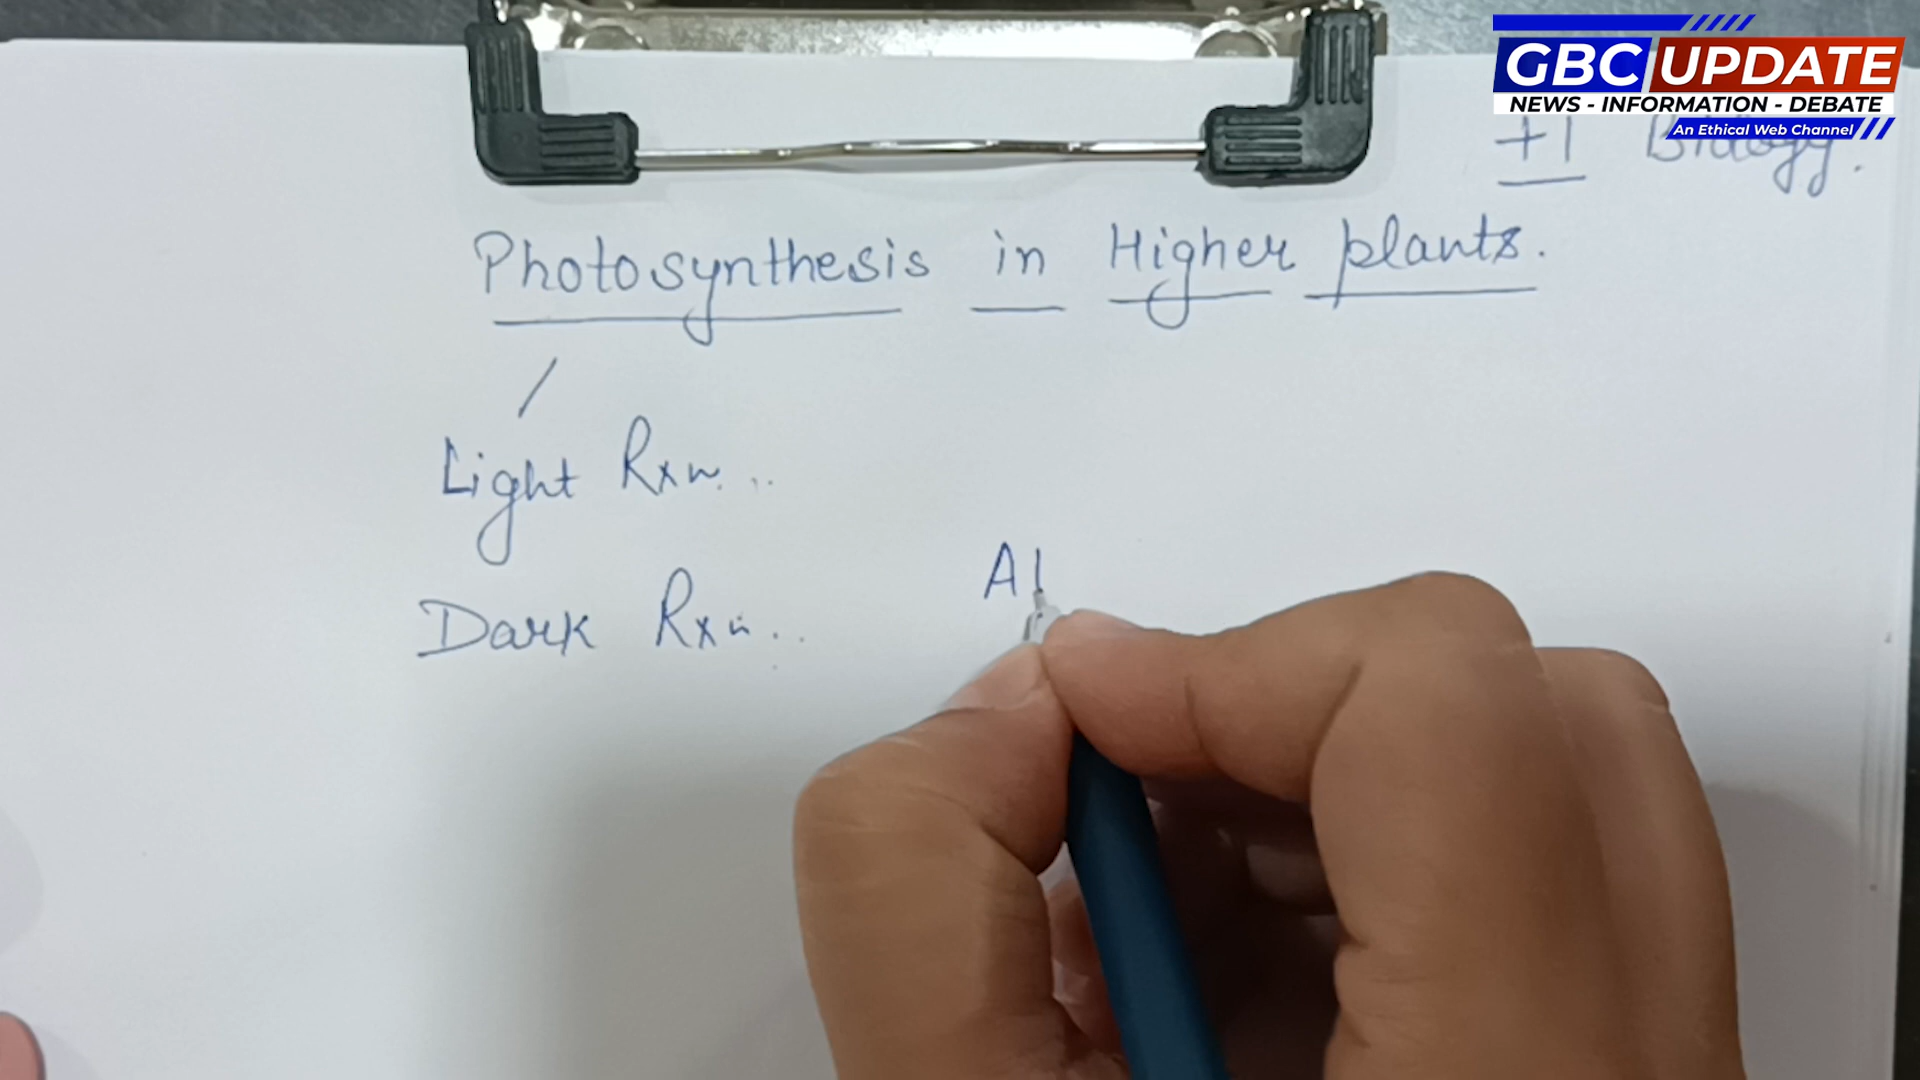 GBC UPDATE
NEWS - INFORMATION - DEBATE
An Ethical Web Channel
+1 Biology.
Photosynthesis in Higher plants.
Light Rxn...
Dark Rxn...
Al